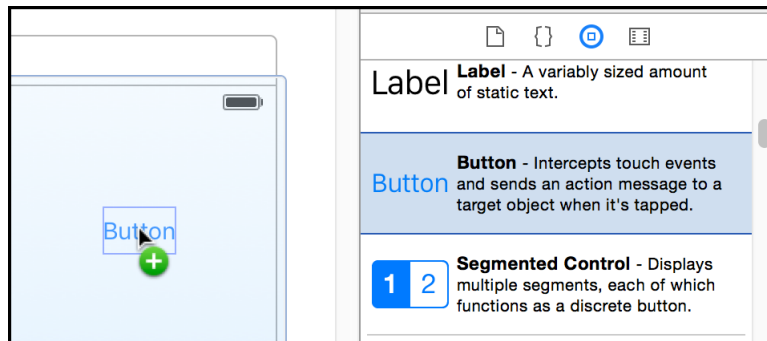 Label
Label - A variably sized amount
of static text.
Button
Button
Button - Intercepts touch events
and sends an action message to a
target object when it's tapped.
1 2
Segmented Control - Displays
multiple segments, each of which
functions as a discrete button.